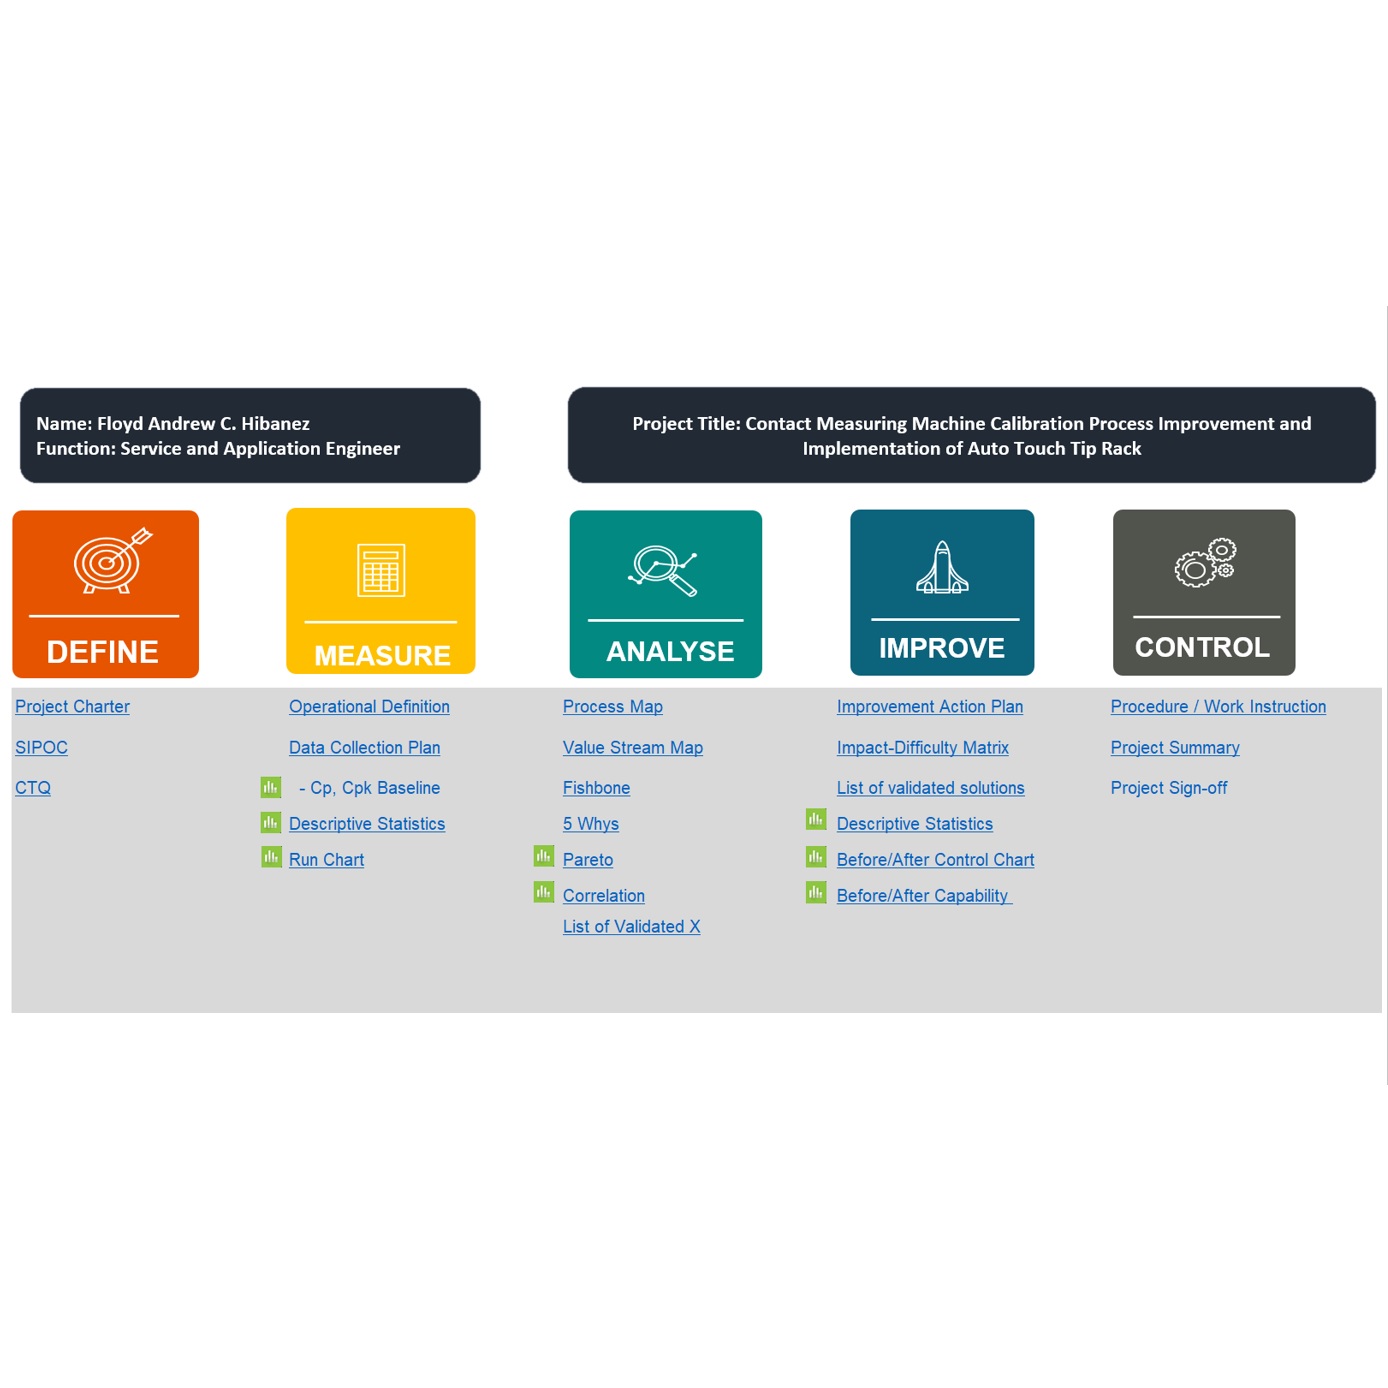 Name: Floyd Andrew C. Hibanez
Function: Service and Application Engineer
Project Title: Contact Measuring Machine Calibration Process Improvement and
Implementation of Auto Touch Tip Rack
DEFINE
Project Charter
SIPOC
CTQ
MEASURE
Operational Definition
Data Collection Plan
- Cp, Cpk Baseline
Descriptive Statistics
Run Chart
ANALYSE
Process Map
Value Stream Map
Fishbone
5 Whys
Pareto
Correlation
List of Validated X
IMPROVE
Improvement Action Plan
Impact-Difficulty Matrix
List of validated solutions
Descriptive Statistics
Before/After Control Chart
Before/After Capability
CONTROL
Procedure / Work Instruction
Project Summary
Project Sign-off